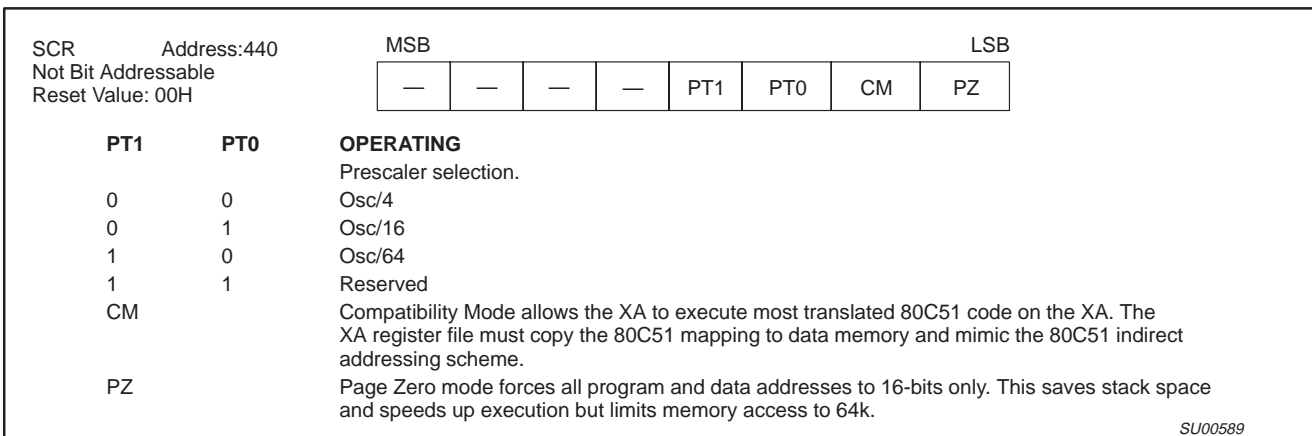 SCR Address:440 MSB LSB
Not Bit Addressable
Reset Value: 00H
— — — — PT1 PT0 CM PZ
PT1 PT0 OPERATING
Prescaler selection.
0 0 Osc/4
0 1 Osc/16
1 0 Osc/64
1 1 Reserved
CM Compatibility Mode allows the XA to execute most translated 80C51 code on the XA. The
XA register file must copy the 80C51 mapping to data memory and mimic the 80C51 indirect
addressing scheme.
PZ Page Zero mode forces all program and data addresses to 16-bits only. This saves stack space
and speeds up execution but limits memory access to 64k.
SU00589